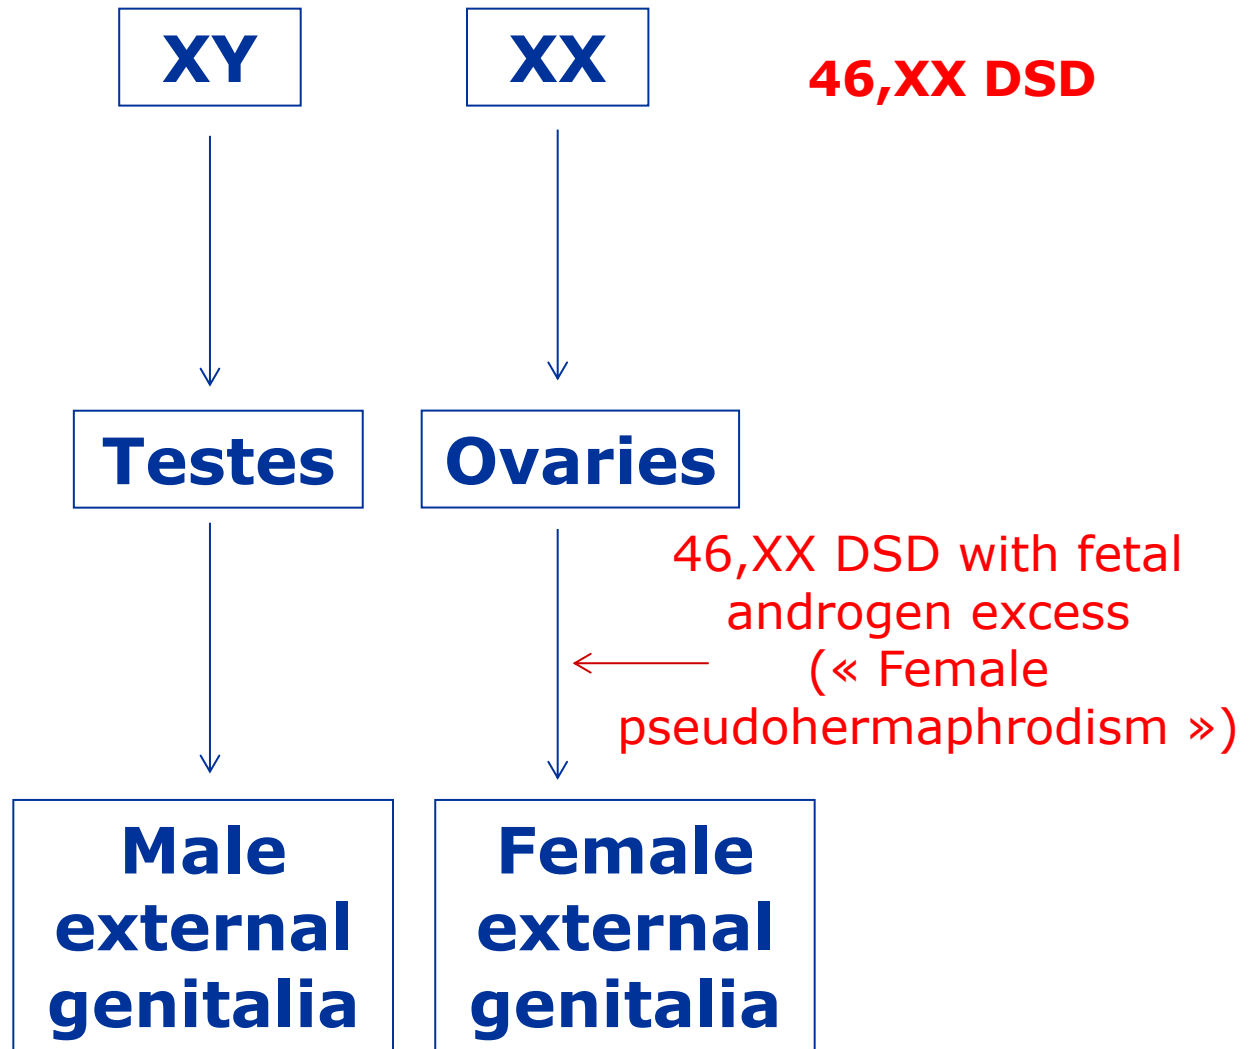 XY
XX
46,XX DSD
Testes
Ovaries
46,XX DSD with fetal
androgen excess
(« Female
pseudohermaphrodism »)
Male
external
genitalia
Female
external
genitalia